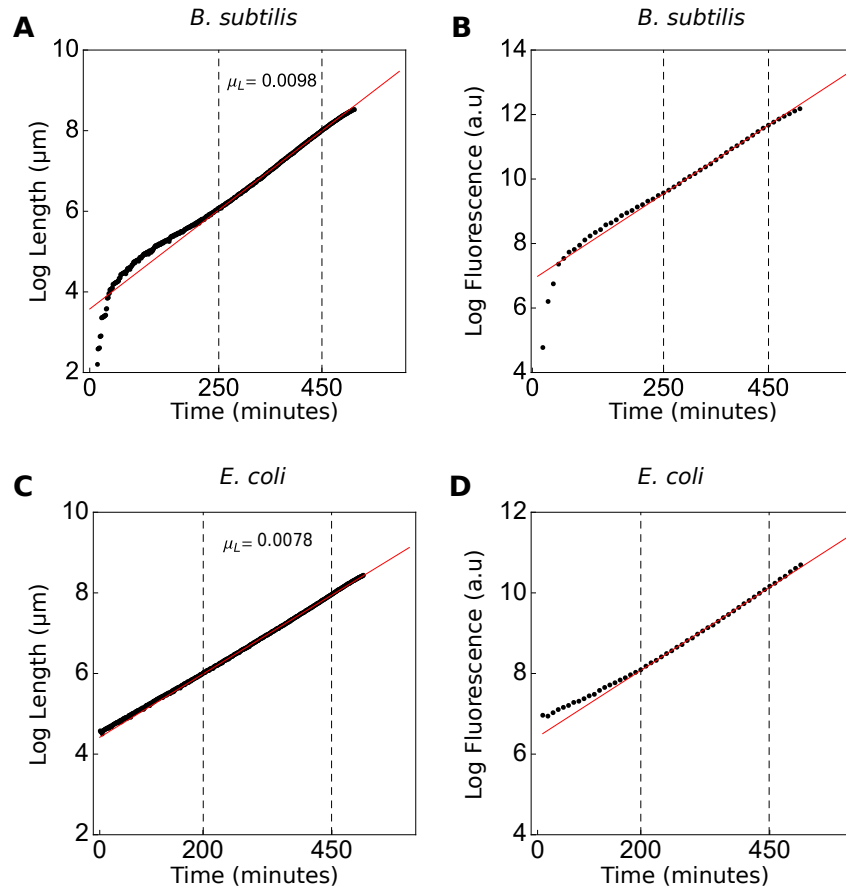 A
B. subtilis
Log Length (μm)
10
8
6
4
2
μL= 0.0098
0
250
450
Time (minutes)
B
B. subtilis
Log Fluorescence (a.u)
14
12
10
8
6
4
0
250
450
Time (minutes)
C
E. coli
Log Length (μm)
10
8
6
4
2
μL= 0.0078
0
200
450
Time (minutes)
D
E. coli
Log Fluorescence (a.u)
12
10
8
6
4
0
200
450
Time (minutes)